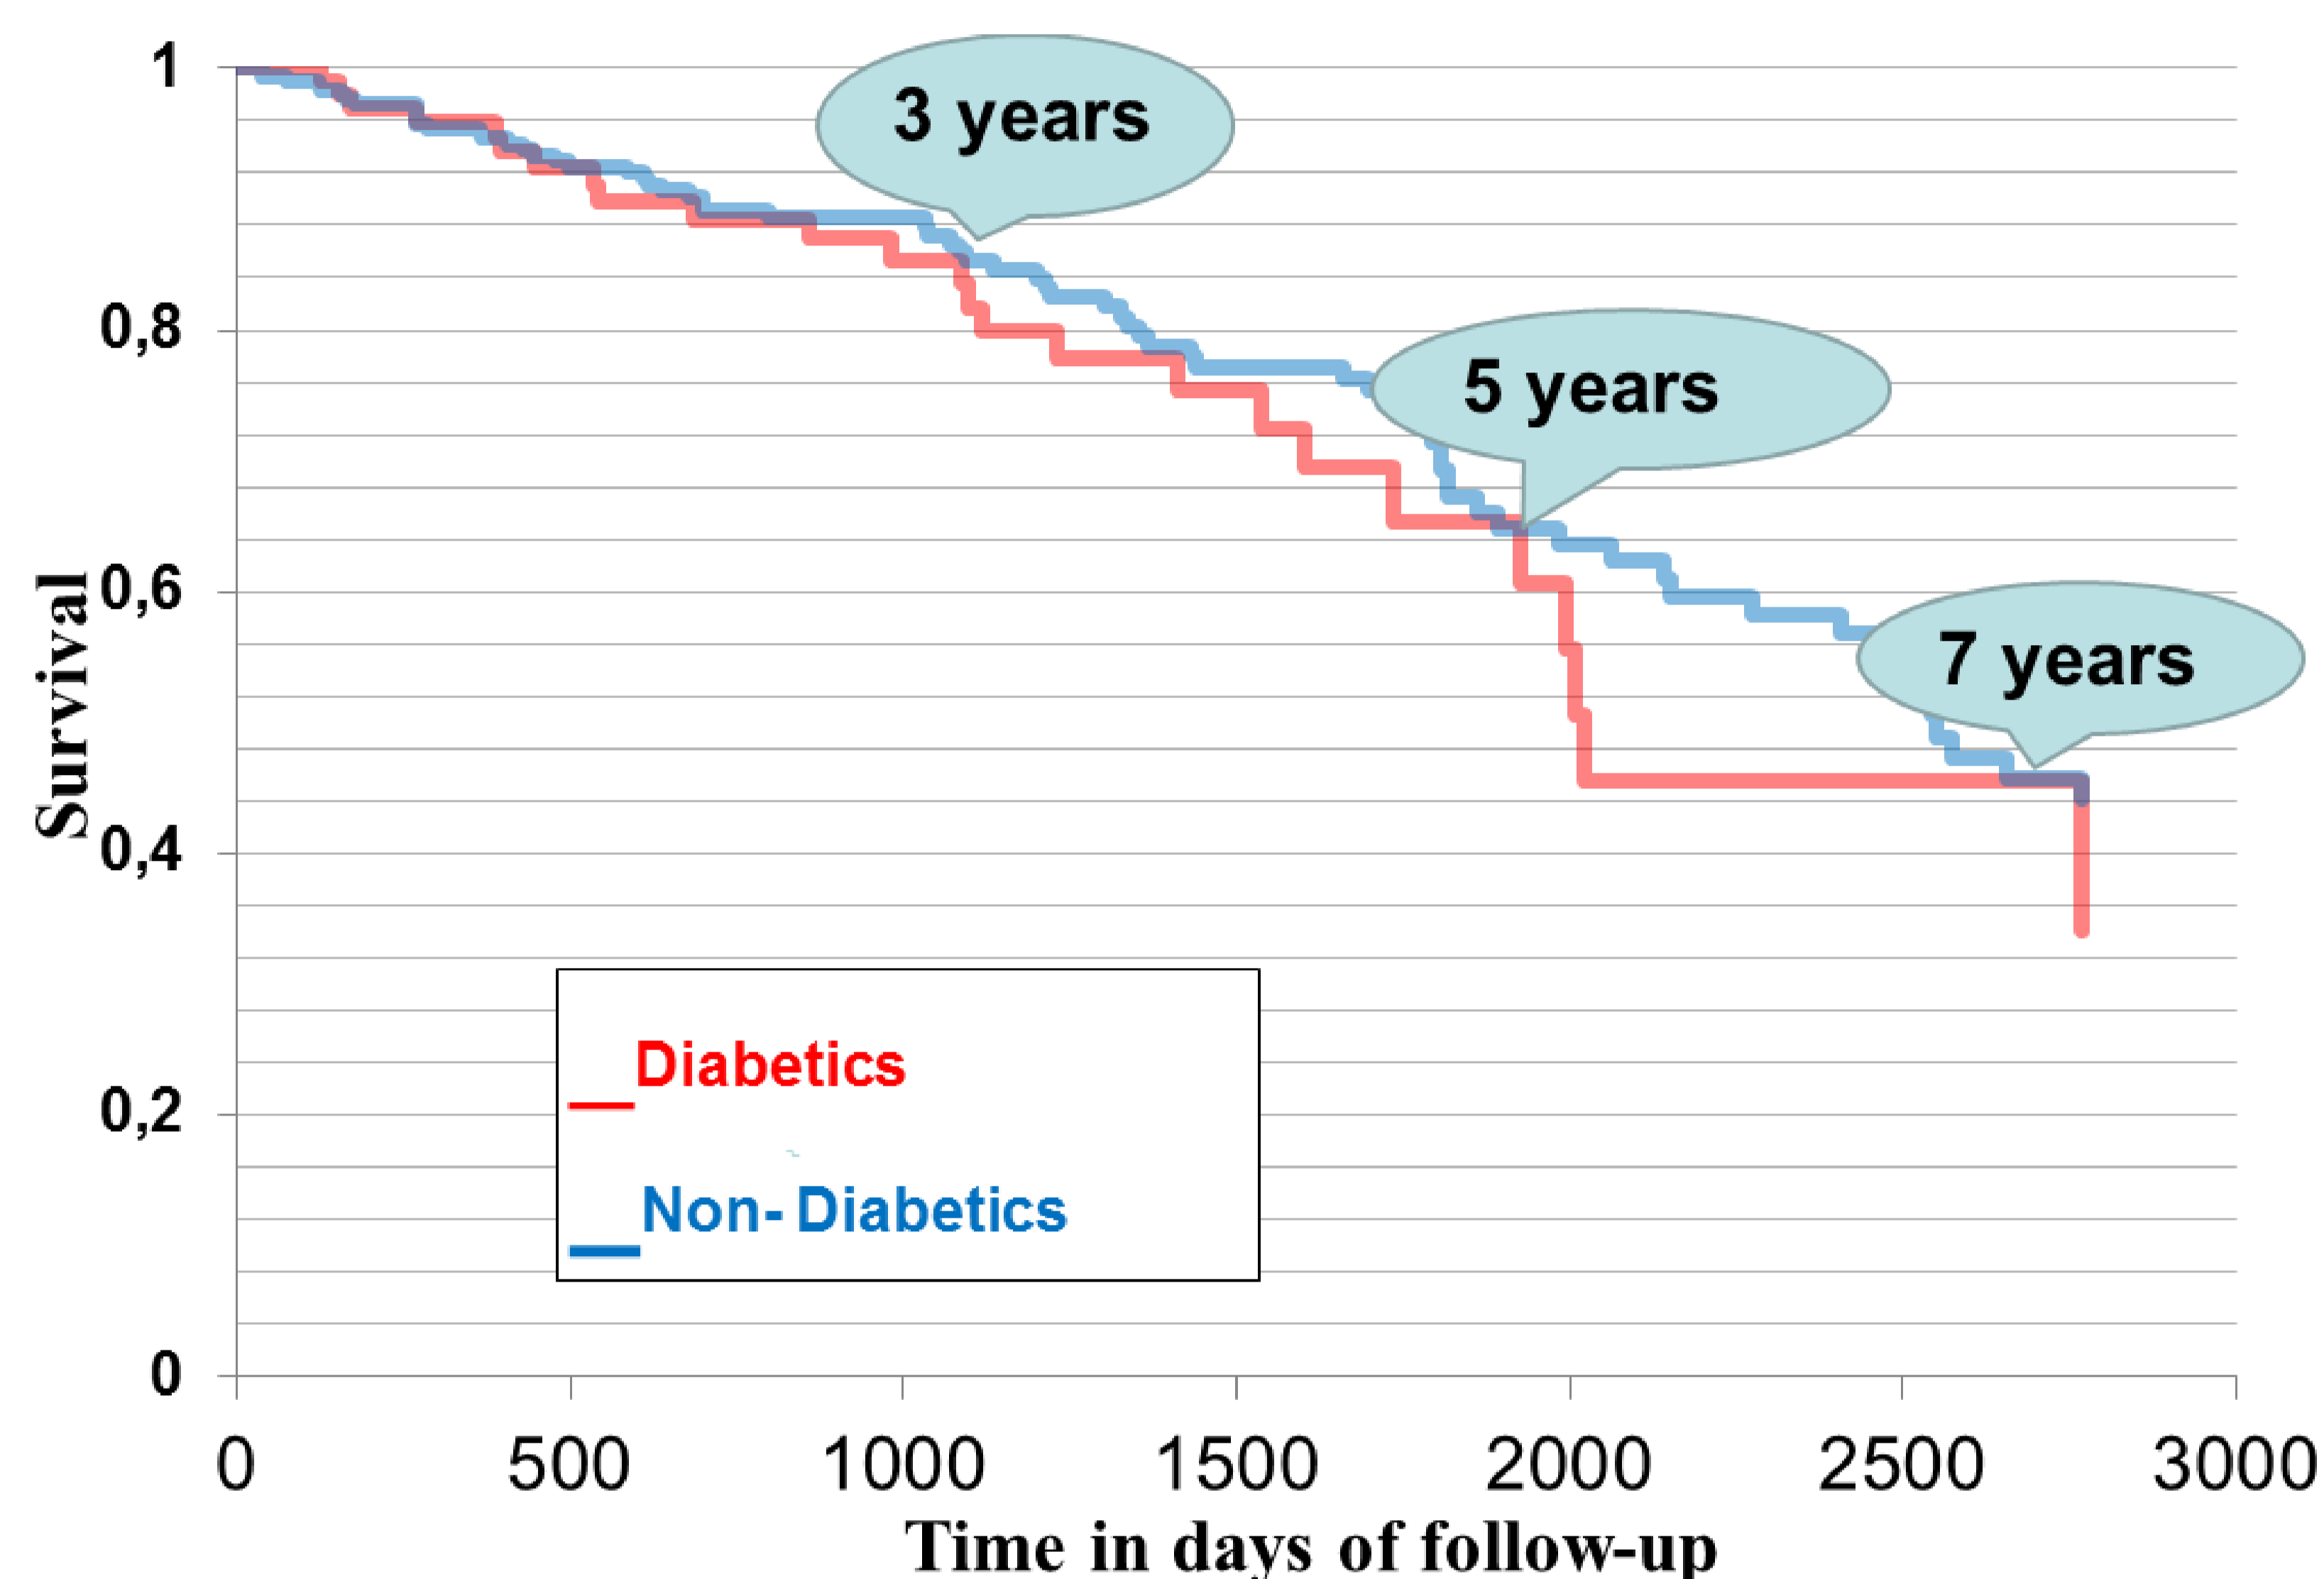 1
3 years
0,8
5 years
0,6
7 years
0,4
0,2
0
Survival
Diabetics
Non- Diabetics
0 500 1000 1500 2000 2500 3000
Time in days of follow-up